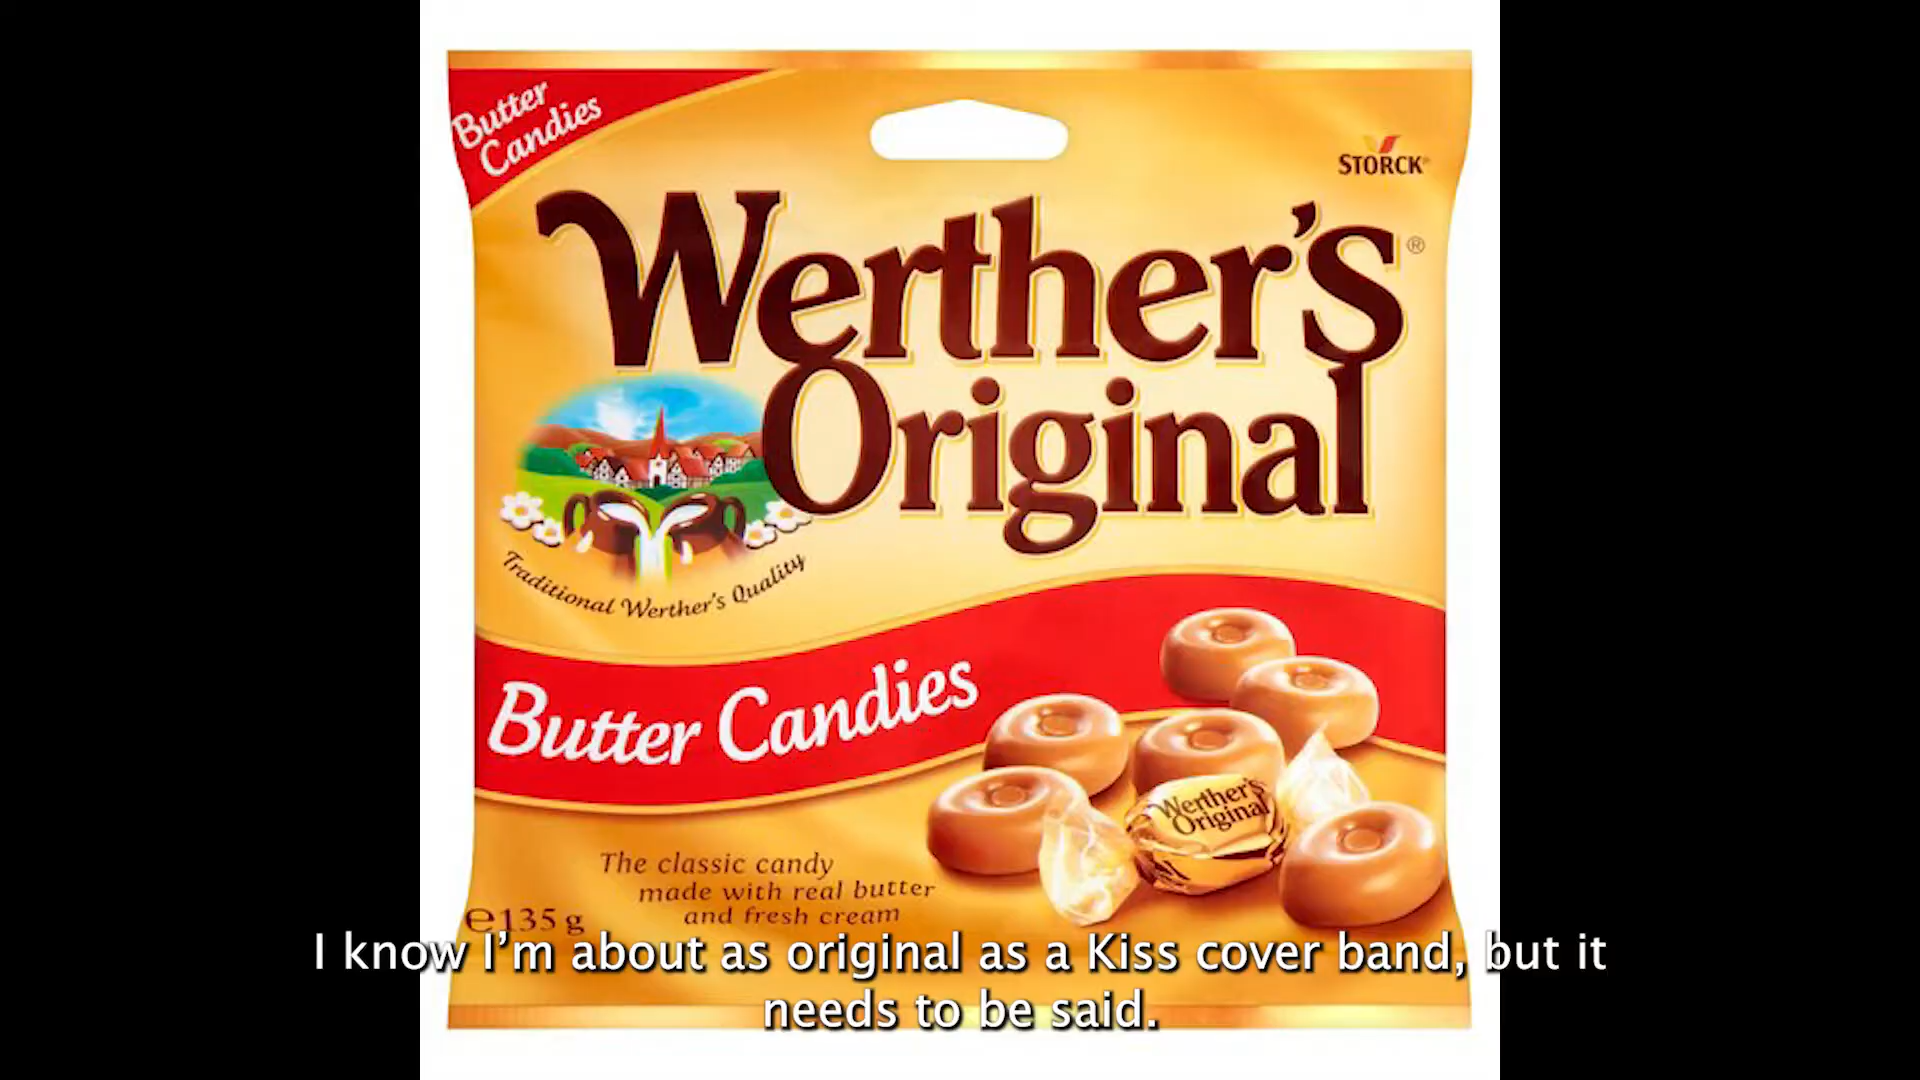 Butter
Candies
STORCK
Werther's
Original
®
Traditional Werther's Quality
Butter Candies
Werther's
Original
The classic candy
made with real butter
and fresh cream
℮135 g
I know I’m about as original as a Kiss cover band, but it
needs to be said.